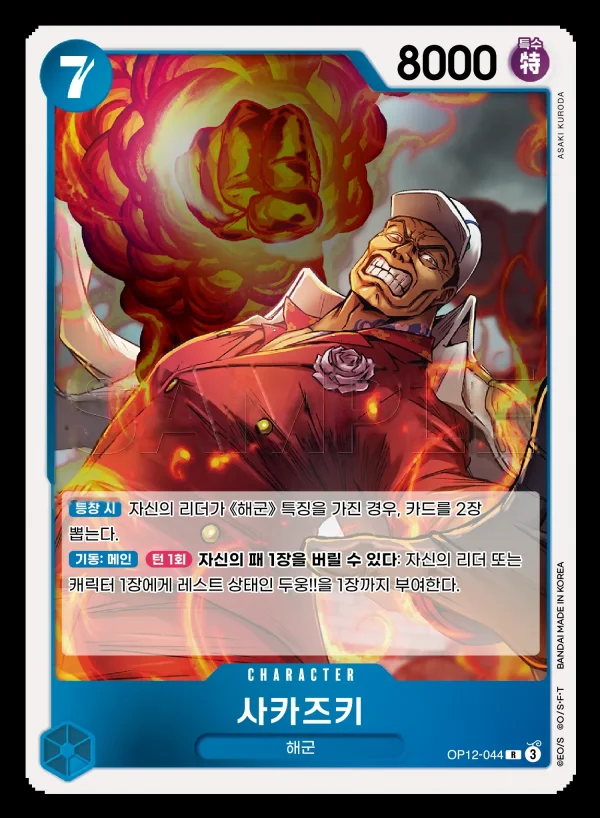 7
8000
특수
特
ASAKI KURODA
SAMPLE
등장 시 자신의 리더가 《해군》 특징을 가진 경우, 카드를 2장
뽑는다.
기동: 메인 턴 1회 자신의 패 1장을 버릴 수 있다: 자신의 리더 또는
캐릭터 1장에게 레스트 상태인 두웅!!을 1장까지 부여한다.
CHARACTER
사카즈키
해군
OP12-044 R 3
©EO/S ©O/S·F·T BANDAI MADE IN KOREA